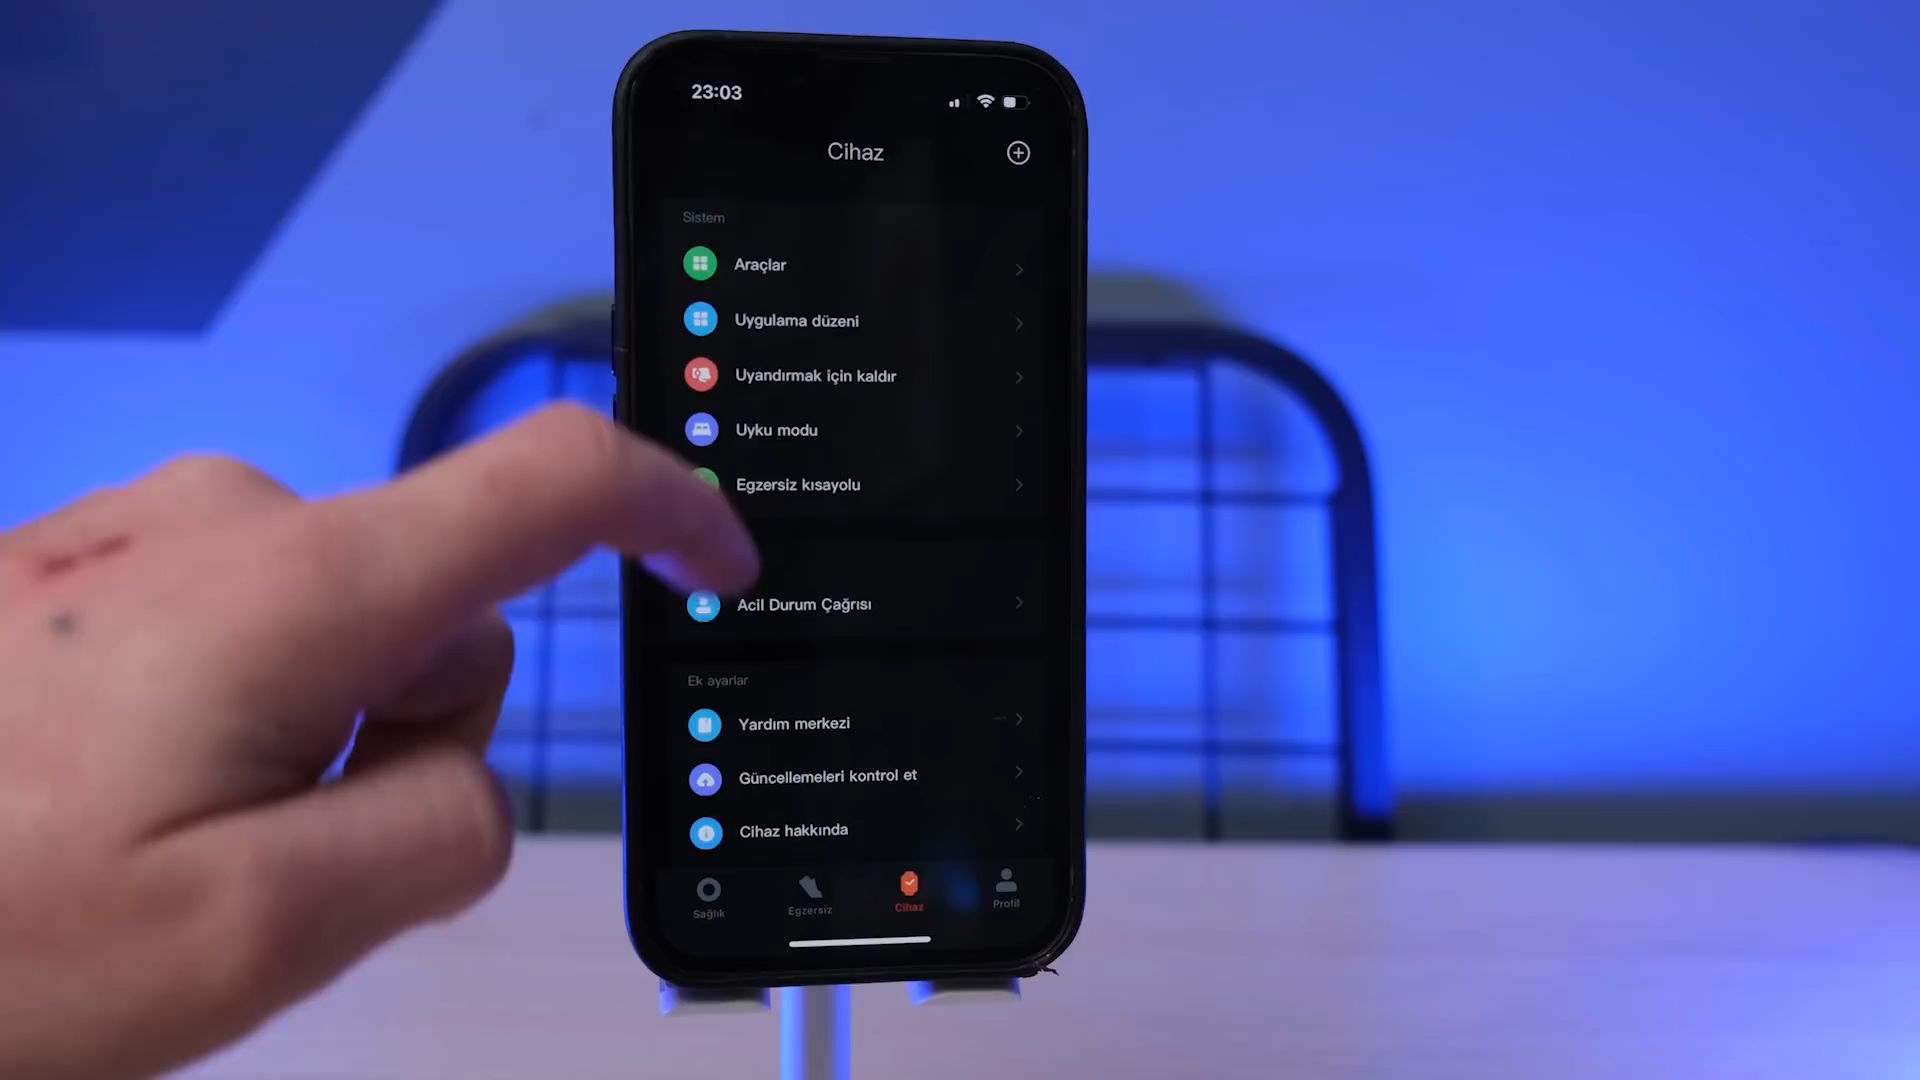 23:03
Cihaz
Sistem
Araçlar
Uygulama düzeni
Uyandırmak için kaldır
Uyku modu
Egzersiz kısayolu
Acil Durum Çağrısı
Ek ayarlar
Yardım merkezi
Güncellemeleri kontrol et
Cihaz hakkında
Sağlık
Egzersiz
Cihaz
Profil